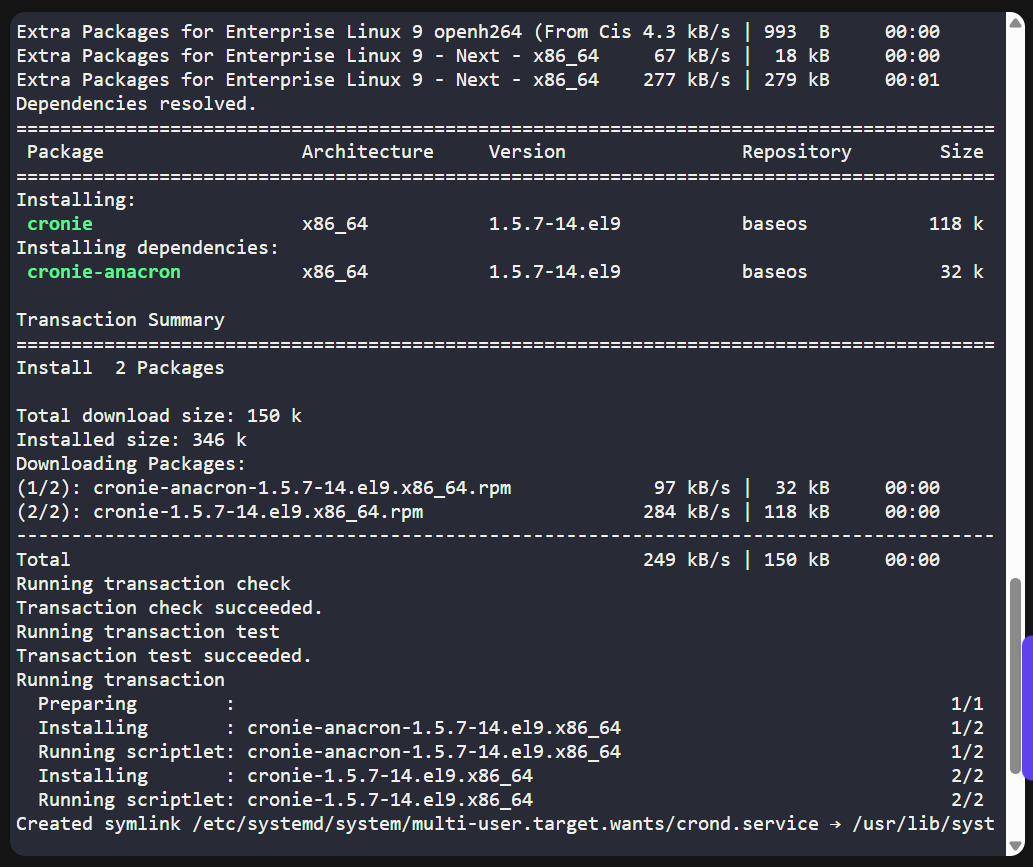 Extra Packages for Enterprise Linux 9 openh264 (From Cis 4.3 kB/s | 993  B     00:00
Extra Packages for Enterprise Linux 9 - Next - x86_64     67 kB/s |  18 kB     00:00
Extra Packages for Enterprise Linux 9 - Next - x86_64    277 kB/s | 279 kB     00:01
Dependencies resolved.
=========================================================================================
 Package                  Architecture     Version                Repository        Size
=========================================================================================
Installing:
 cronie                   x86_64           1.5.7-14.el9           baseos           118 k
Installing dependencies:
 cronie-anacron           x86_64           1.5.7-14.el9           baseos            32 k

Transaction Summary
=========================================================================================
Install  2 Packages

Total download size: 150 k
Installed size: 346 k
Downloading Packages:
(1/2): cronie-anacron-1.5.7-14.el9.x86_64.rpm             97 kB/s |  32 kB     00:00
(2/2): cronie-1.5.7-14.el9.x86_64.rpm                    284 kB/s | 118 kB     00:00
-----------------------------------------------------------------------------------------
Total                                                    249 kB/s | 150 kB     00:00
Running transaction check
Transaction check succeeded.
Running transaction test
Transaction test succeeded.
Running transaction
  Preparing        :                                                                 1/1
  Installing       : cronie-anacron-1.5.7-14.el9.x86_64                              1/2
  Running scriptlet: cronie-anacron-1.5.7-14.el9.x86_64                              1/2
  Installing       : cronie-1.5.7-14.el9.x86_64                                      2/2
  Running scriptlet: cronie-1.5.7-14.el9.x86_64                                      2/2
Created symlink /etc/systemd/system/multi-user.target.wants/crond.service → /usr/lib/syst